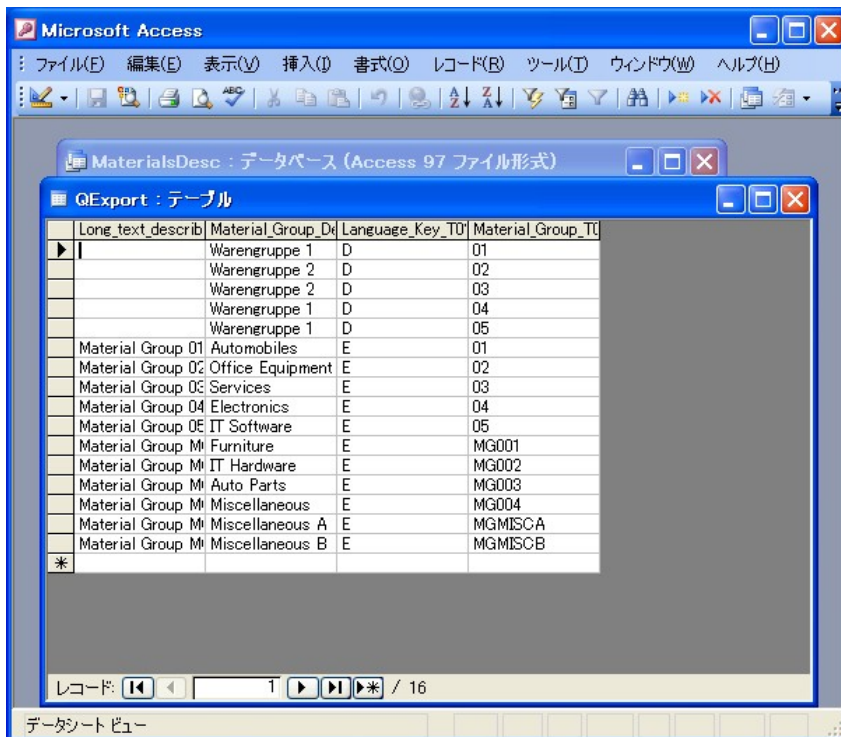 Microsoft Access
ファイル(F) 編集(E) 表示(V) 挿入(I) 書式(O) レコード(R) ツール(T) ウィンドウ(W) ヘルプ(H)
MaterialsDesc : データベース (Access 97 ファイル形式)
QExport : テーブル
Long_text_describ Material_Group_De Language_Key_T0 Material_Group_T0
Warengruppe 1 D 01
Warengruppe 2 D 02
Warengruppe 2 D 03
Warengruppe 1 D 04
Warengruppe 1 D 05
Material Group 01 Automobiles E 01
Material Group 02 Office Equipment E 02
Material Group 03 Services E 03
Material Group 04 Electronics E 04
Material Group 05 IT Software E 05
Material Group M Furniture E MG001
Material Group M IT Hardware E MG002
Material Group M Auto Parts E MG003
Material Group M Miscellaneous E MG004
Material Group M Miscellaneous A E MGMISCA
Material Group M Miscellaneous B E MGMISCB
レコード: 1 / 16
データシート ビュー